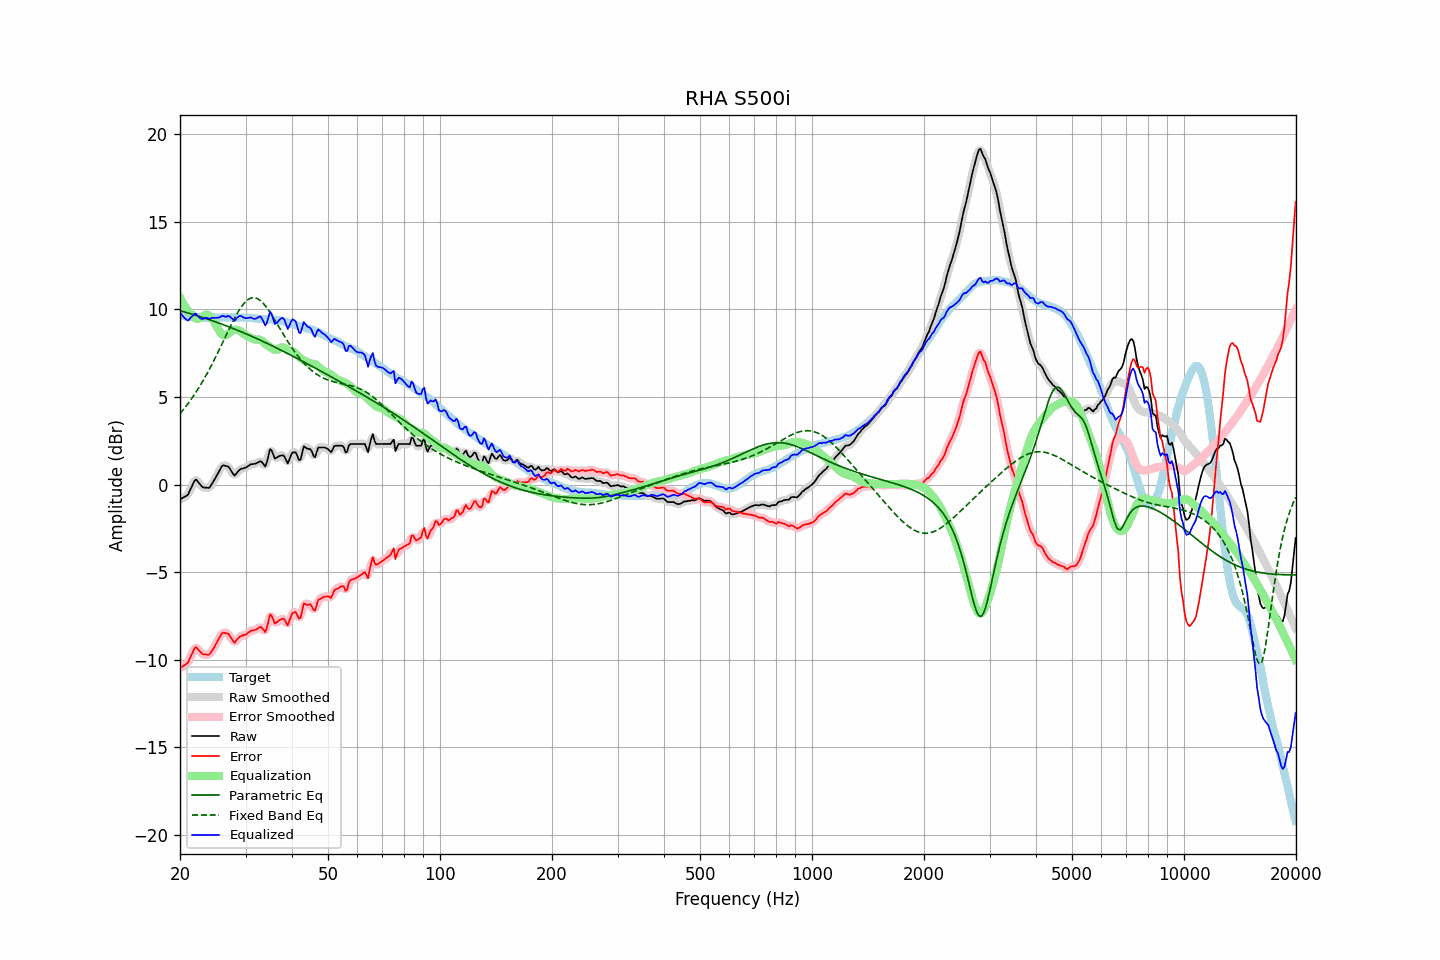 RHA S500i
Amplitude (dBr)
20
15
10
5
0
−5
−10
−15
−20
Target
Raw Smoothed
Error Smoothed
Raw
Error
Equalization
Parametric Eq
Fixed Band Eq
Equalized
20 50 100 200 500 1000 2000 5000 10000 20000
Frequency (Hz)